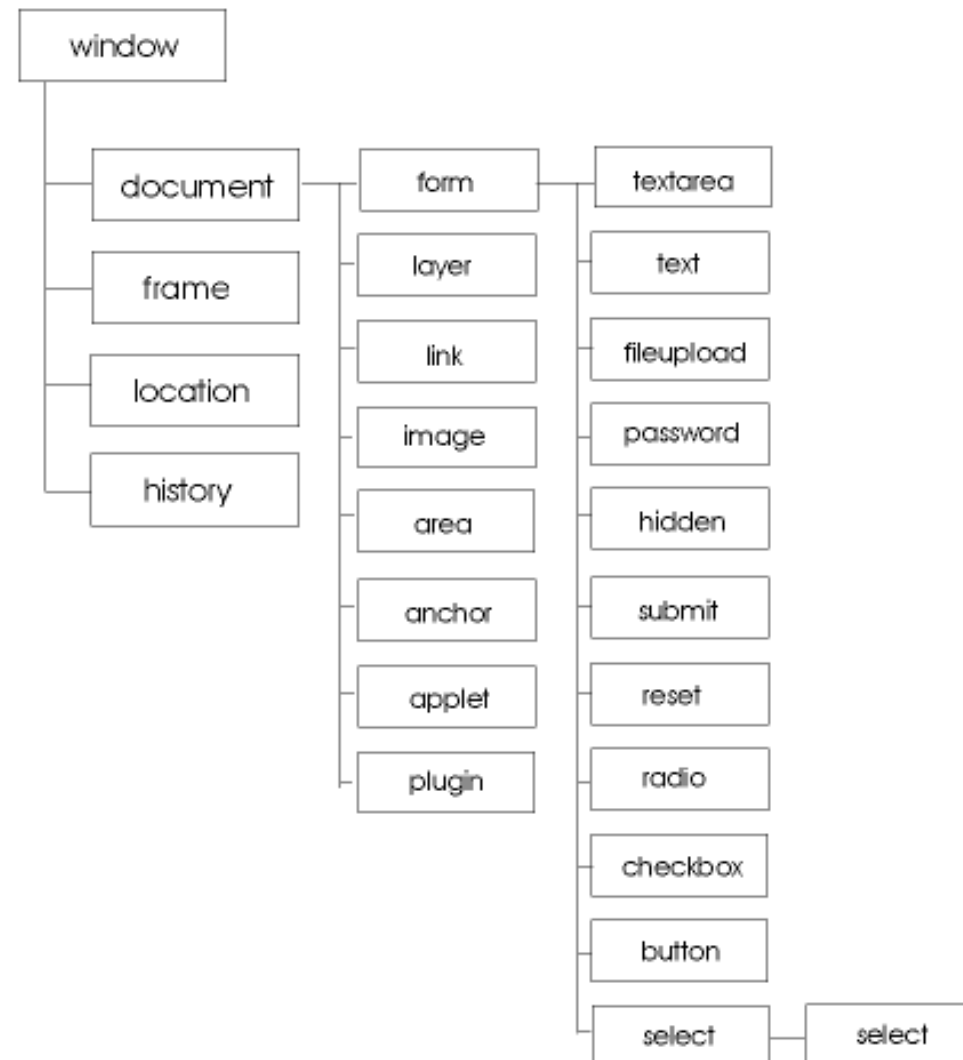 window
document
form
textarea
layer
text
frame
link
fileupload
location
image
password
history
area
hidden
anchor
submit
applet
reset
plugin
radio
checkbox
button
select
select